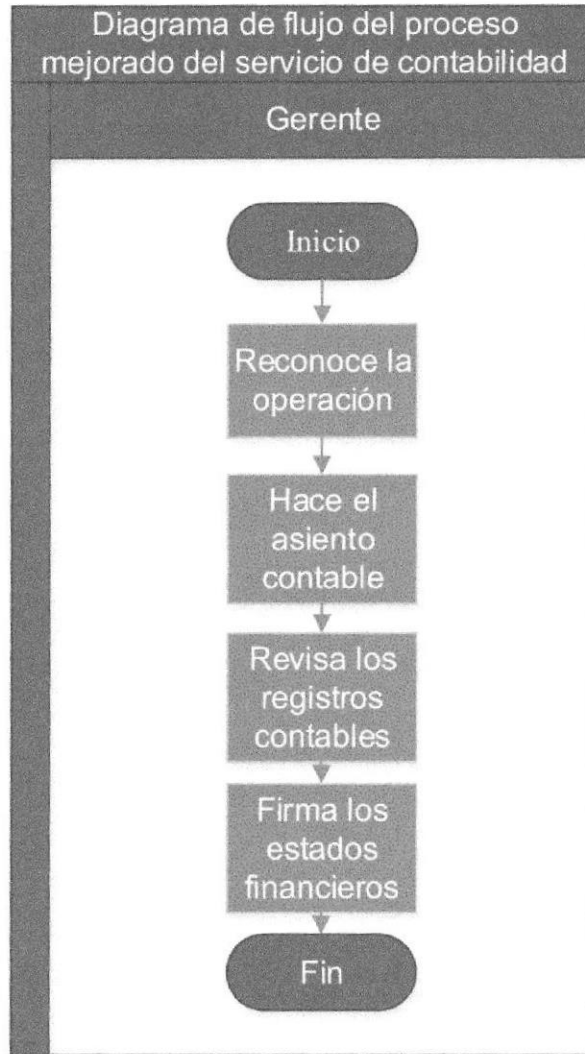 Diagrama de flujo del proceso
mejorado del servicio de contabilidad
Gerente
Inicio
Reconoce la
operación
Hace el
asiento
contable
Revisa los
registros
contables
Firma los
estados
financieros
Fin